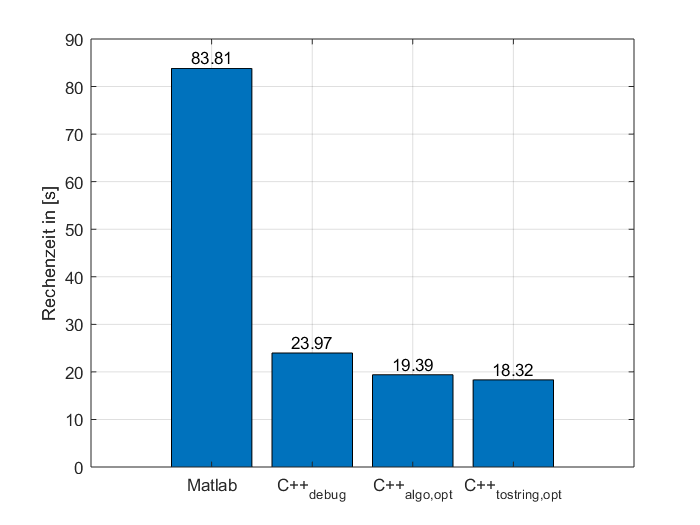 90
80
70
60
50
40
30
20
10
0
Rechenzeit in [s]
83.81
23.97
19.39
18.32
Matlab
C++debug
C++algo,opt
C++tostring,opt